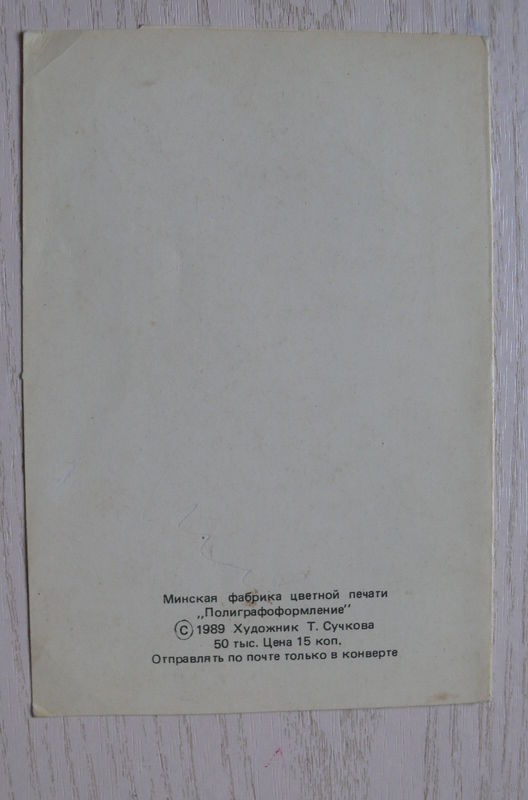 Минская фабрика цветной печати
„Полиграфоформление"
© 1989 Художник Т. Сучкова
50 тыс. Цена 15 коп.
Отправлять по почте только в конверте